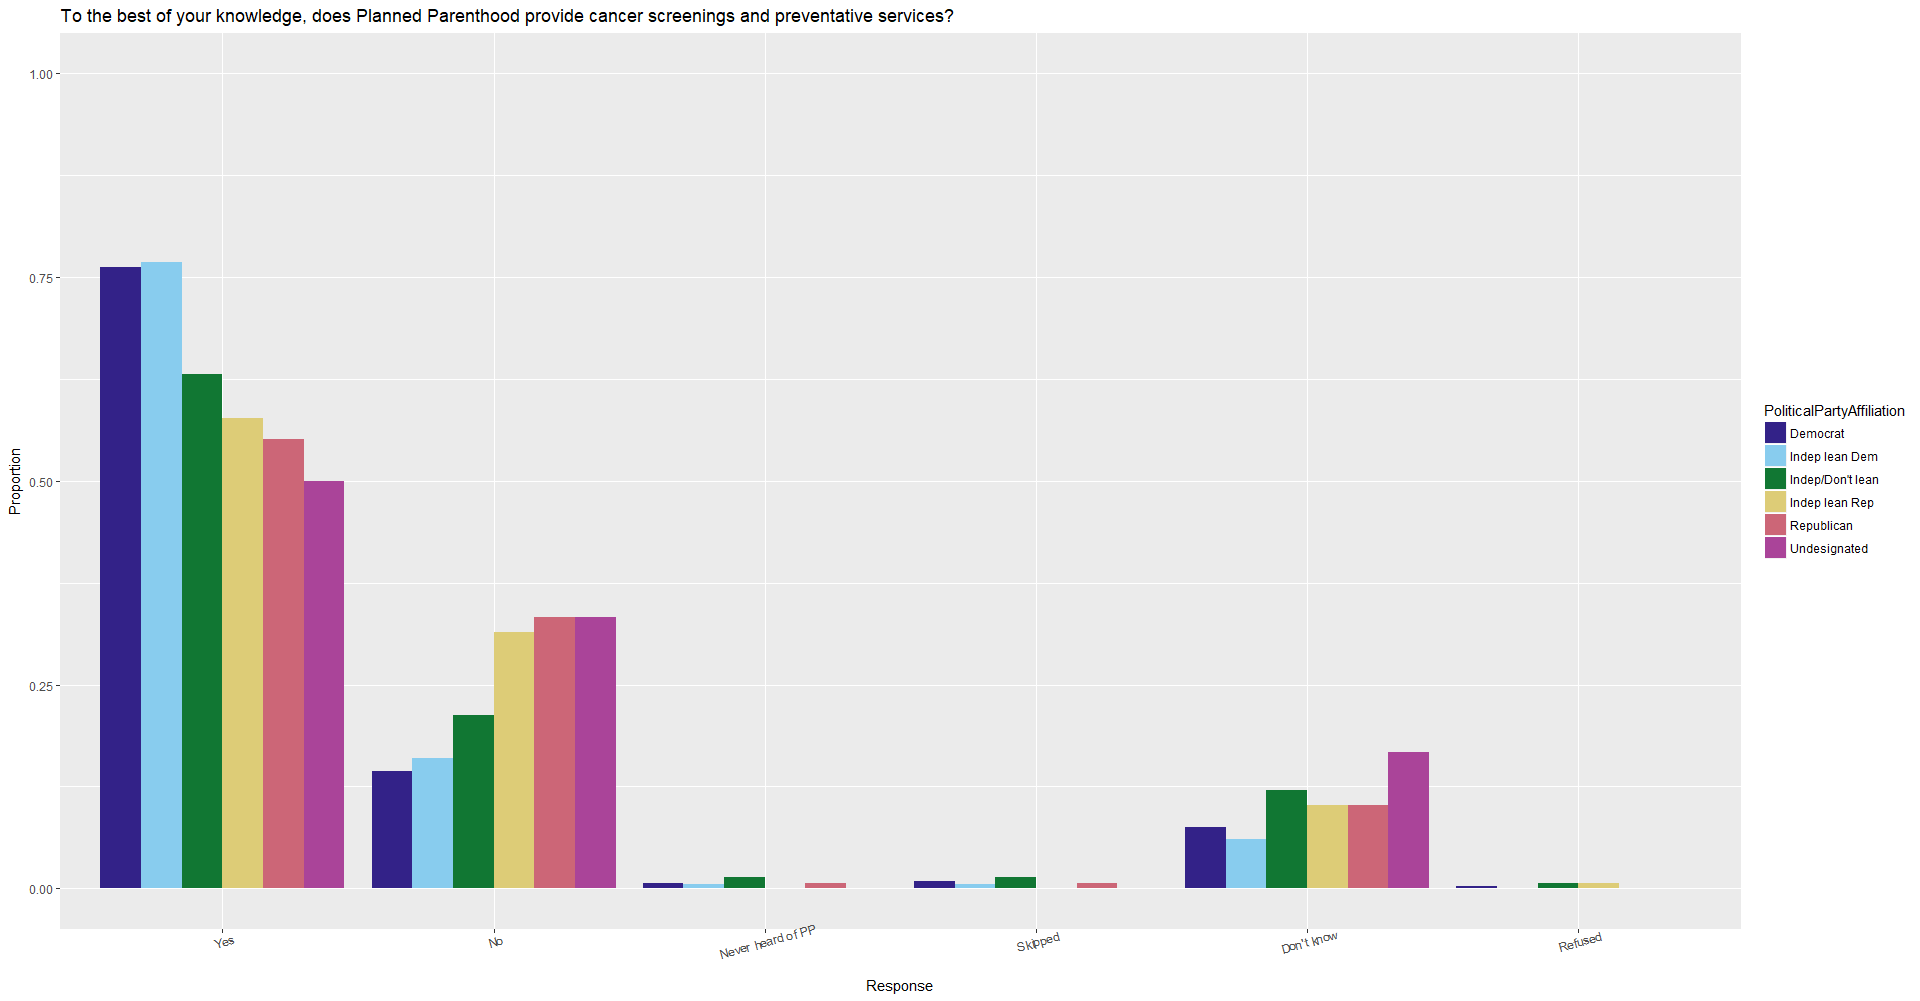 To the best of your knowledge, does Planned Parenthood provide cancer screenings and preventative services?
1.00
0.75
0.50
0.25
0.00
Proportion
Yes
No
Never heard of PP
Skipped
Don't know
Refused
Response
PoliticalPartyAffiliation
Democrat
Indep lean Dem
Indep/Don't lean
Indep lean Rep
Republican
Undesignated